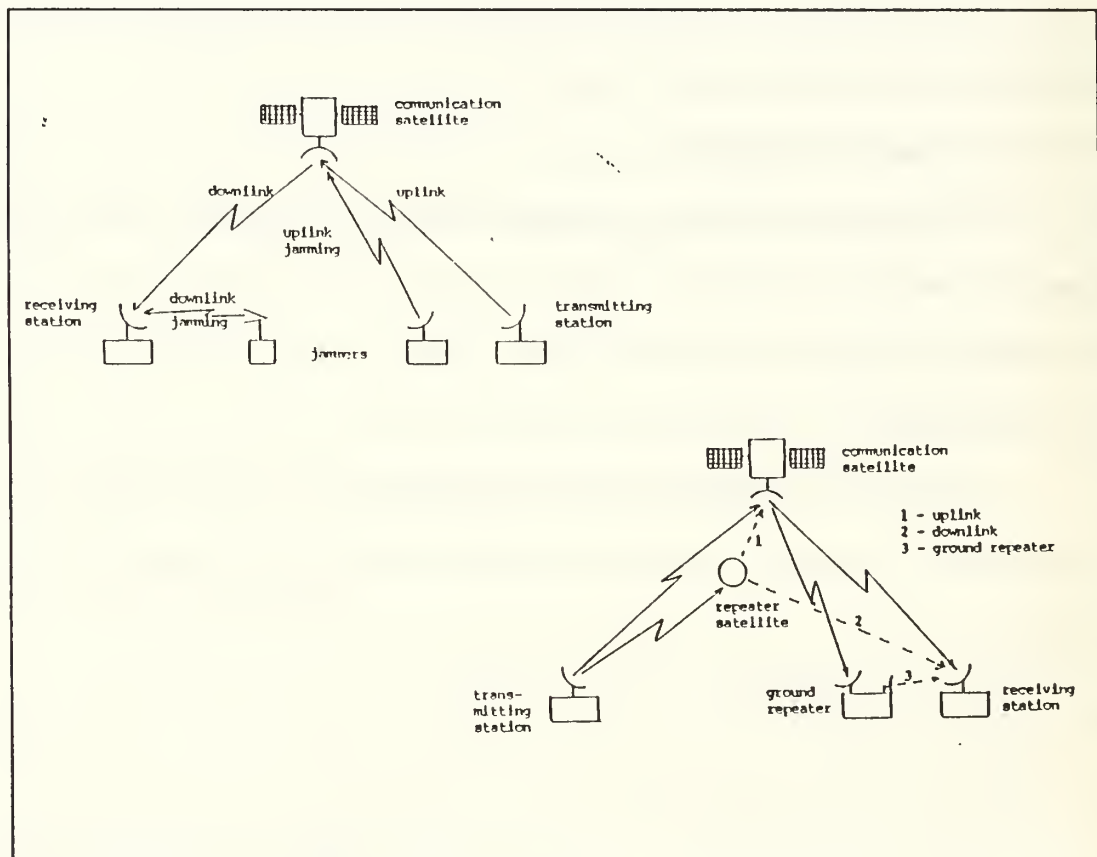 communication
satellite
downlink
uplink
uplink
jamming
receiving
station
downlink
jamming
transmitting
station
jammers
communication
satellite
1 - uplink
2 - downlink
3 - ground repeater
1
repeater
satellite
2
3
trans-
mitting
station
ground
repeater
receiving
station